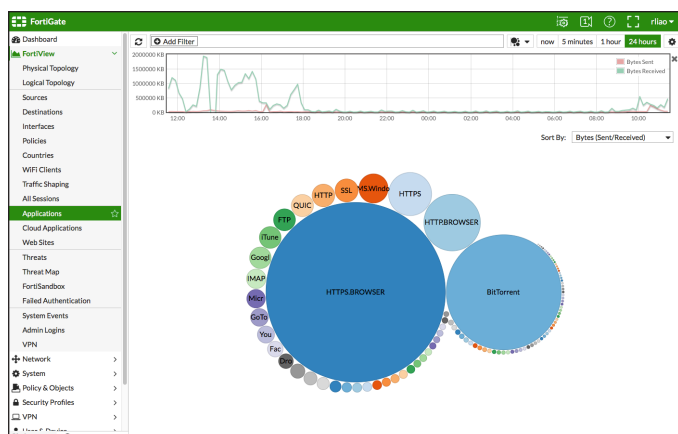 FortiGate
rllao
Dashboard
FortiView
Physical Topology
Logical Topology
Sources
Destinations
Interfaces
Policies
Countries
WiFi Clients
Traffic Shaping
All Sessions
Applications
Cloud Applications
Web Sites
Threats
Threat Map
FortiSandbox
Failed Authentication
System Events
Admin Logins
VPN
Network
System
Policy & Objects
Security Profiles
VPN
User & Device
Add Filter
now 5 minutes 1 hour 24 hours
2000000 KB
1500000 KB
1000000 KB
500000 KB
0 KB
12:00 14:00 16:00 18:00 20:00 22:00 00:00 02:00 04:00 06:00 08:00 10:00
Bytes Sent
Bytes Received
Sort By: Bytes (Sent/Received)
HTTPS.BROWSER
BitTorrent
HTTP.BROWSER
HTTPS
MS.Windo
SSL
HTTP
QUIC
FTP
iTune
Googl
IMAP
Micr
GoTo
You
Fac
Dro